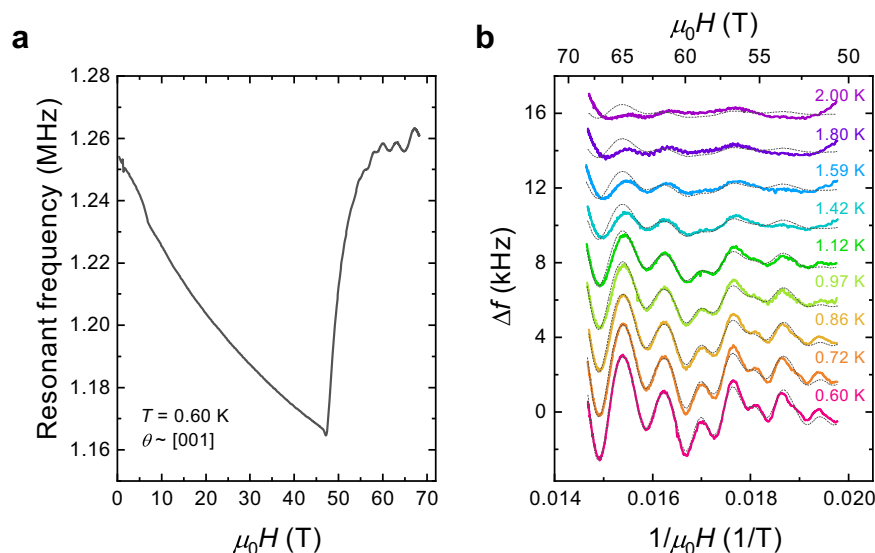 a
Resonant frequency (MHz)
1.28
1.26
1.24
1.22
1.20
1.18
1.16
T = 0.60 K
θ ~ [001]
0 10 20 30 40 50 60 70
μ₀H (T)
b
μ₀H (T)
70 65 60 55 50
Δf (kHz)
16
12
8
4
0
2.00 K
1.80 K
1.59 K
1.42 K
1.12 K
0.97 K
0.86 K
0.72 K
0.60 K
0.014 0.016 0.018 0.020
1/μ₀H (1/T)